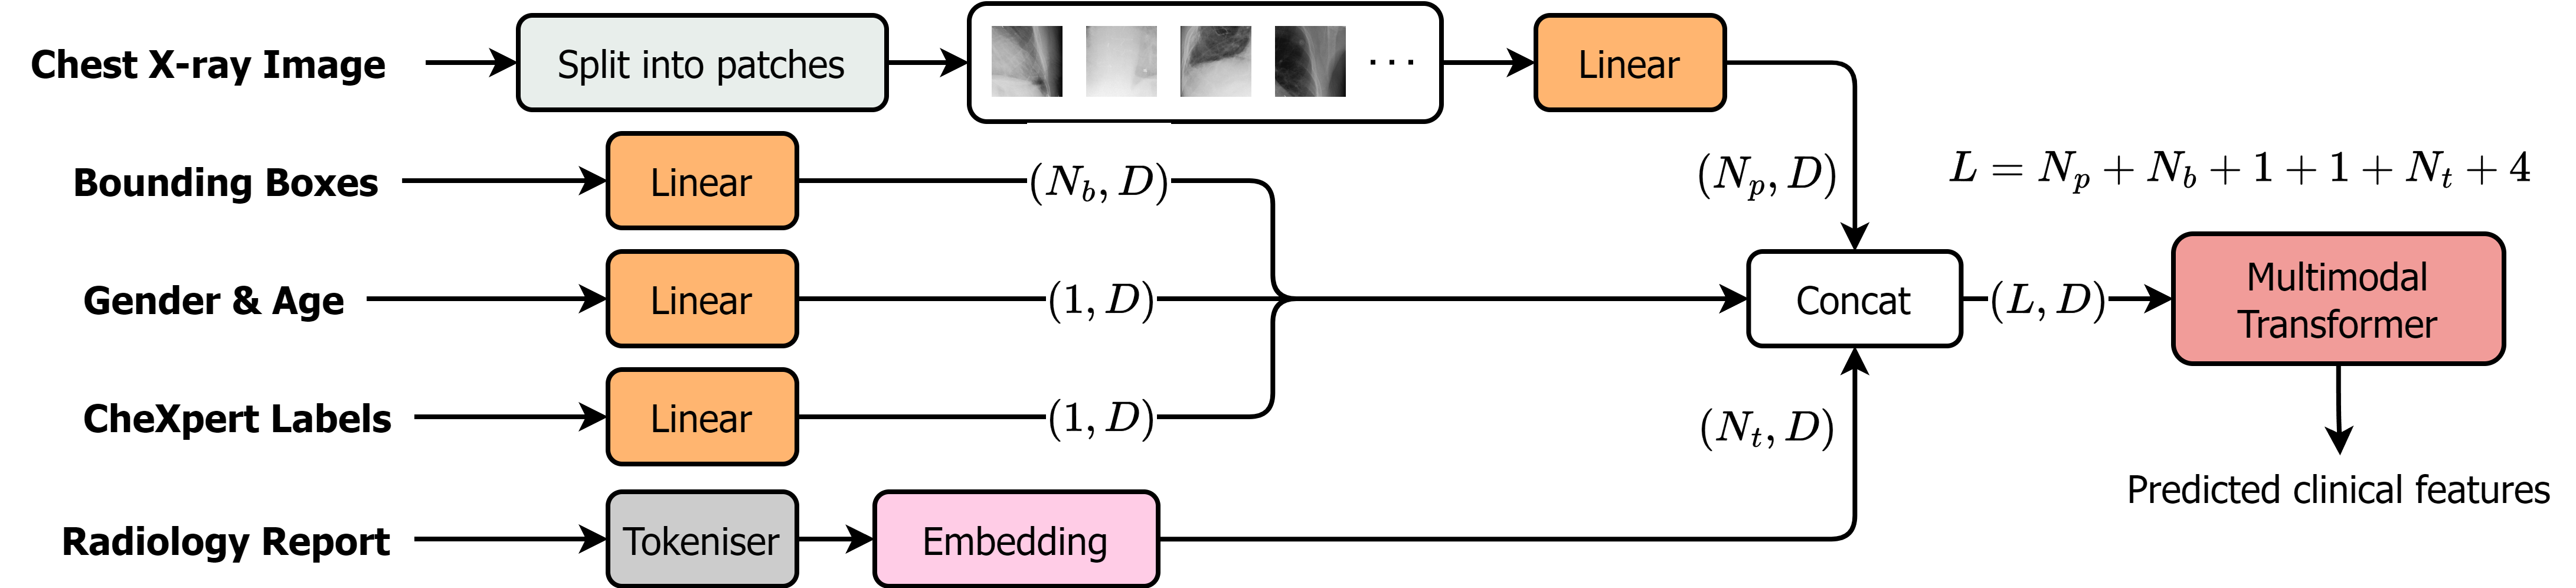 Chest X-ray Image
Split into patches
. . .
Linear
Bounding Boxes
Linear
(N_b, D)
(N_p, D)
L = N_p + N_b + 1 + 1 + N_t + 4
Gender & Age
Linear
(1, D)
Concat
(L, D)
Multimodal
Transformer
CheXpert Labels
Linear
(1, D)
(N_t, D)
Predicted clinical features
Radiology Report
Tokeniser
Embedding